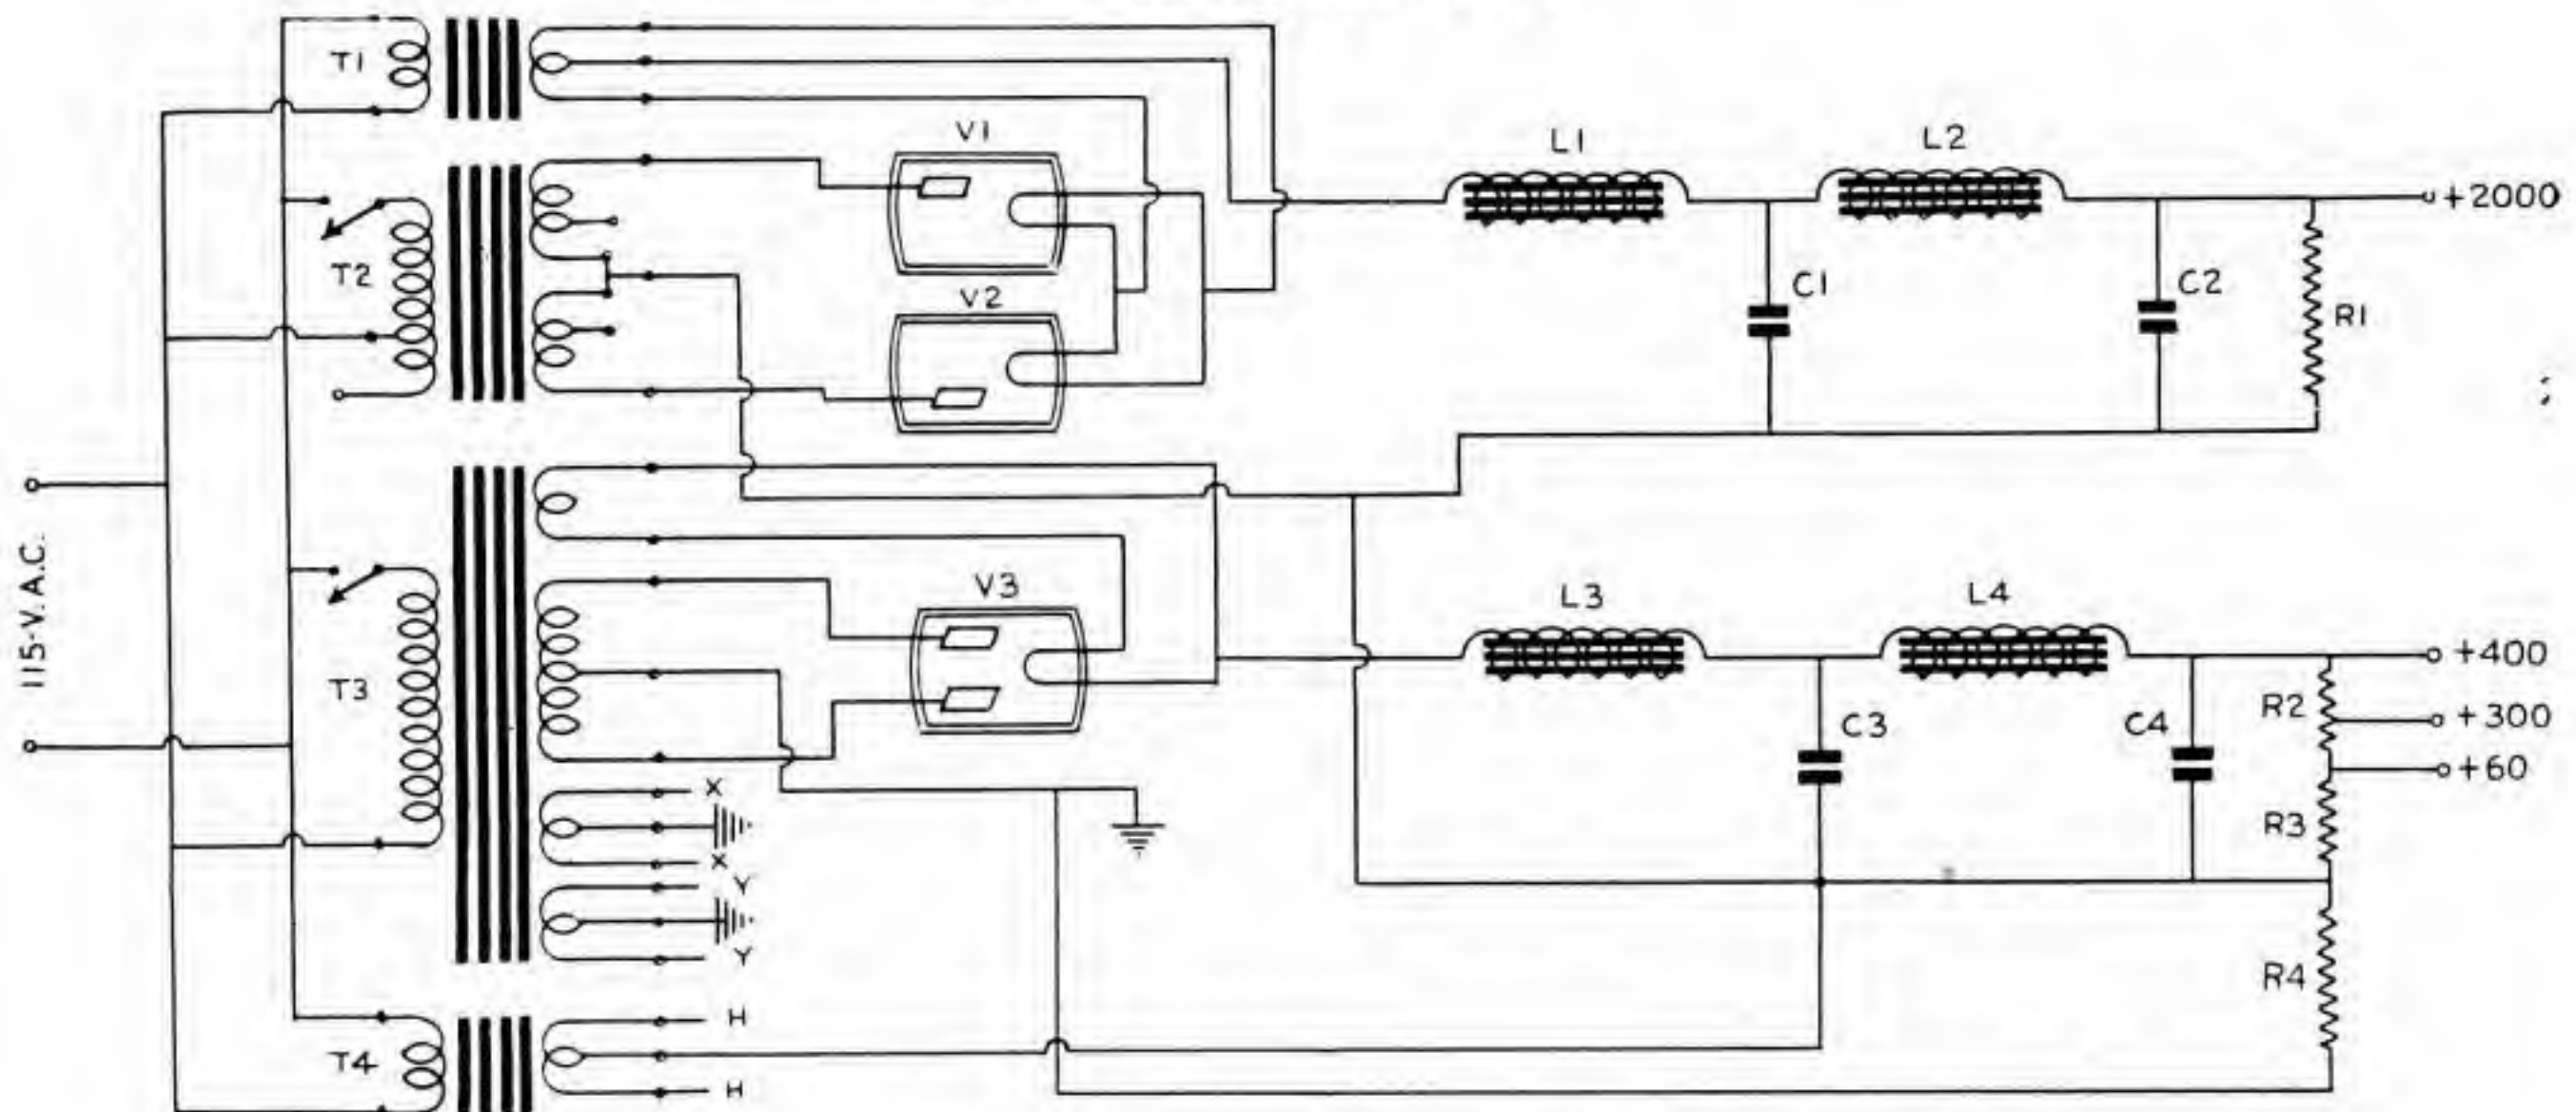 T1
V1
L1
L2
+2000
T2
V2
C1
C2
R1
115-V. A.C.
V3
L3
L4
+400
T3
R2
+300
C3
C4
+60
X
R3
X
Y
Y
R4
H
T4
H